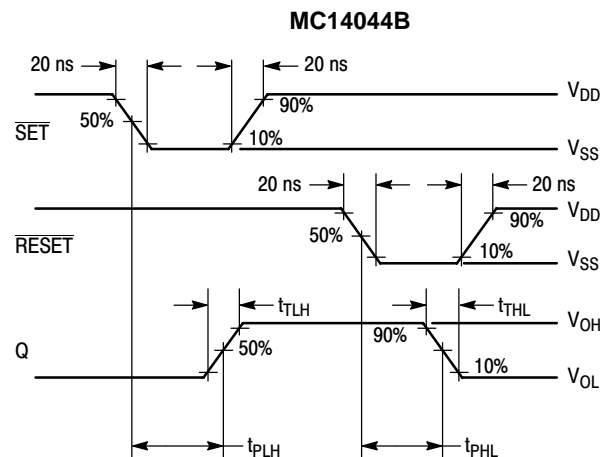 MC14044B
20 ns 20 ns
V_DD
90%
50%
SET
10%
V_SS
20 ns 20 ns
V_DD
90%
50%
RESET
10%
V_SS
t_TLH t_THL
V_OH
90%
Q 50%
10%
V_OL
t_PLH t_PHL